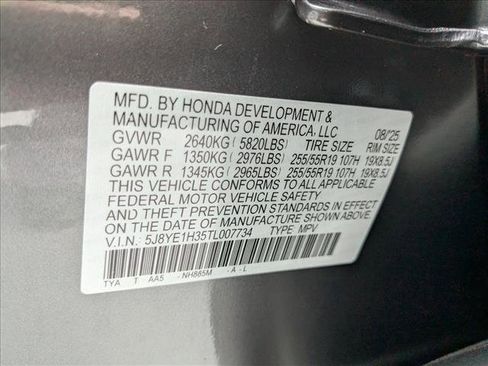 MFD. BY HONDA DEVELOPMENT &
MANUFACTURING OF AMERICA, LLC 08/25
GVWR 2640KG( 5820LBS) TIRE SIZE RIM SIZE
GAWR F 1350KG( 2976LBS) 255/55R19 107H 19X8.5J
GAWR R 1345KG( 2965LBS) 255/55R19 107H 19X8.5J
THIS VEHICLE CONFORMS TO ALL APPLICABLE
FEDERAL MOTOR VEHICLE SAFETY
AND THEFT PREVENTION STANDARDS IN EFFECT
ON THE DATE OF MANUFACTURE SHOWN ABOVE.
V.I.N.: 5J8YE1H35TL007734 TYPE MPV
TYA T AA5 - NH885M - A - L